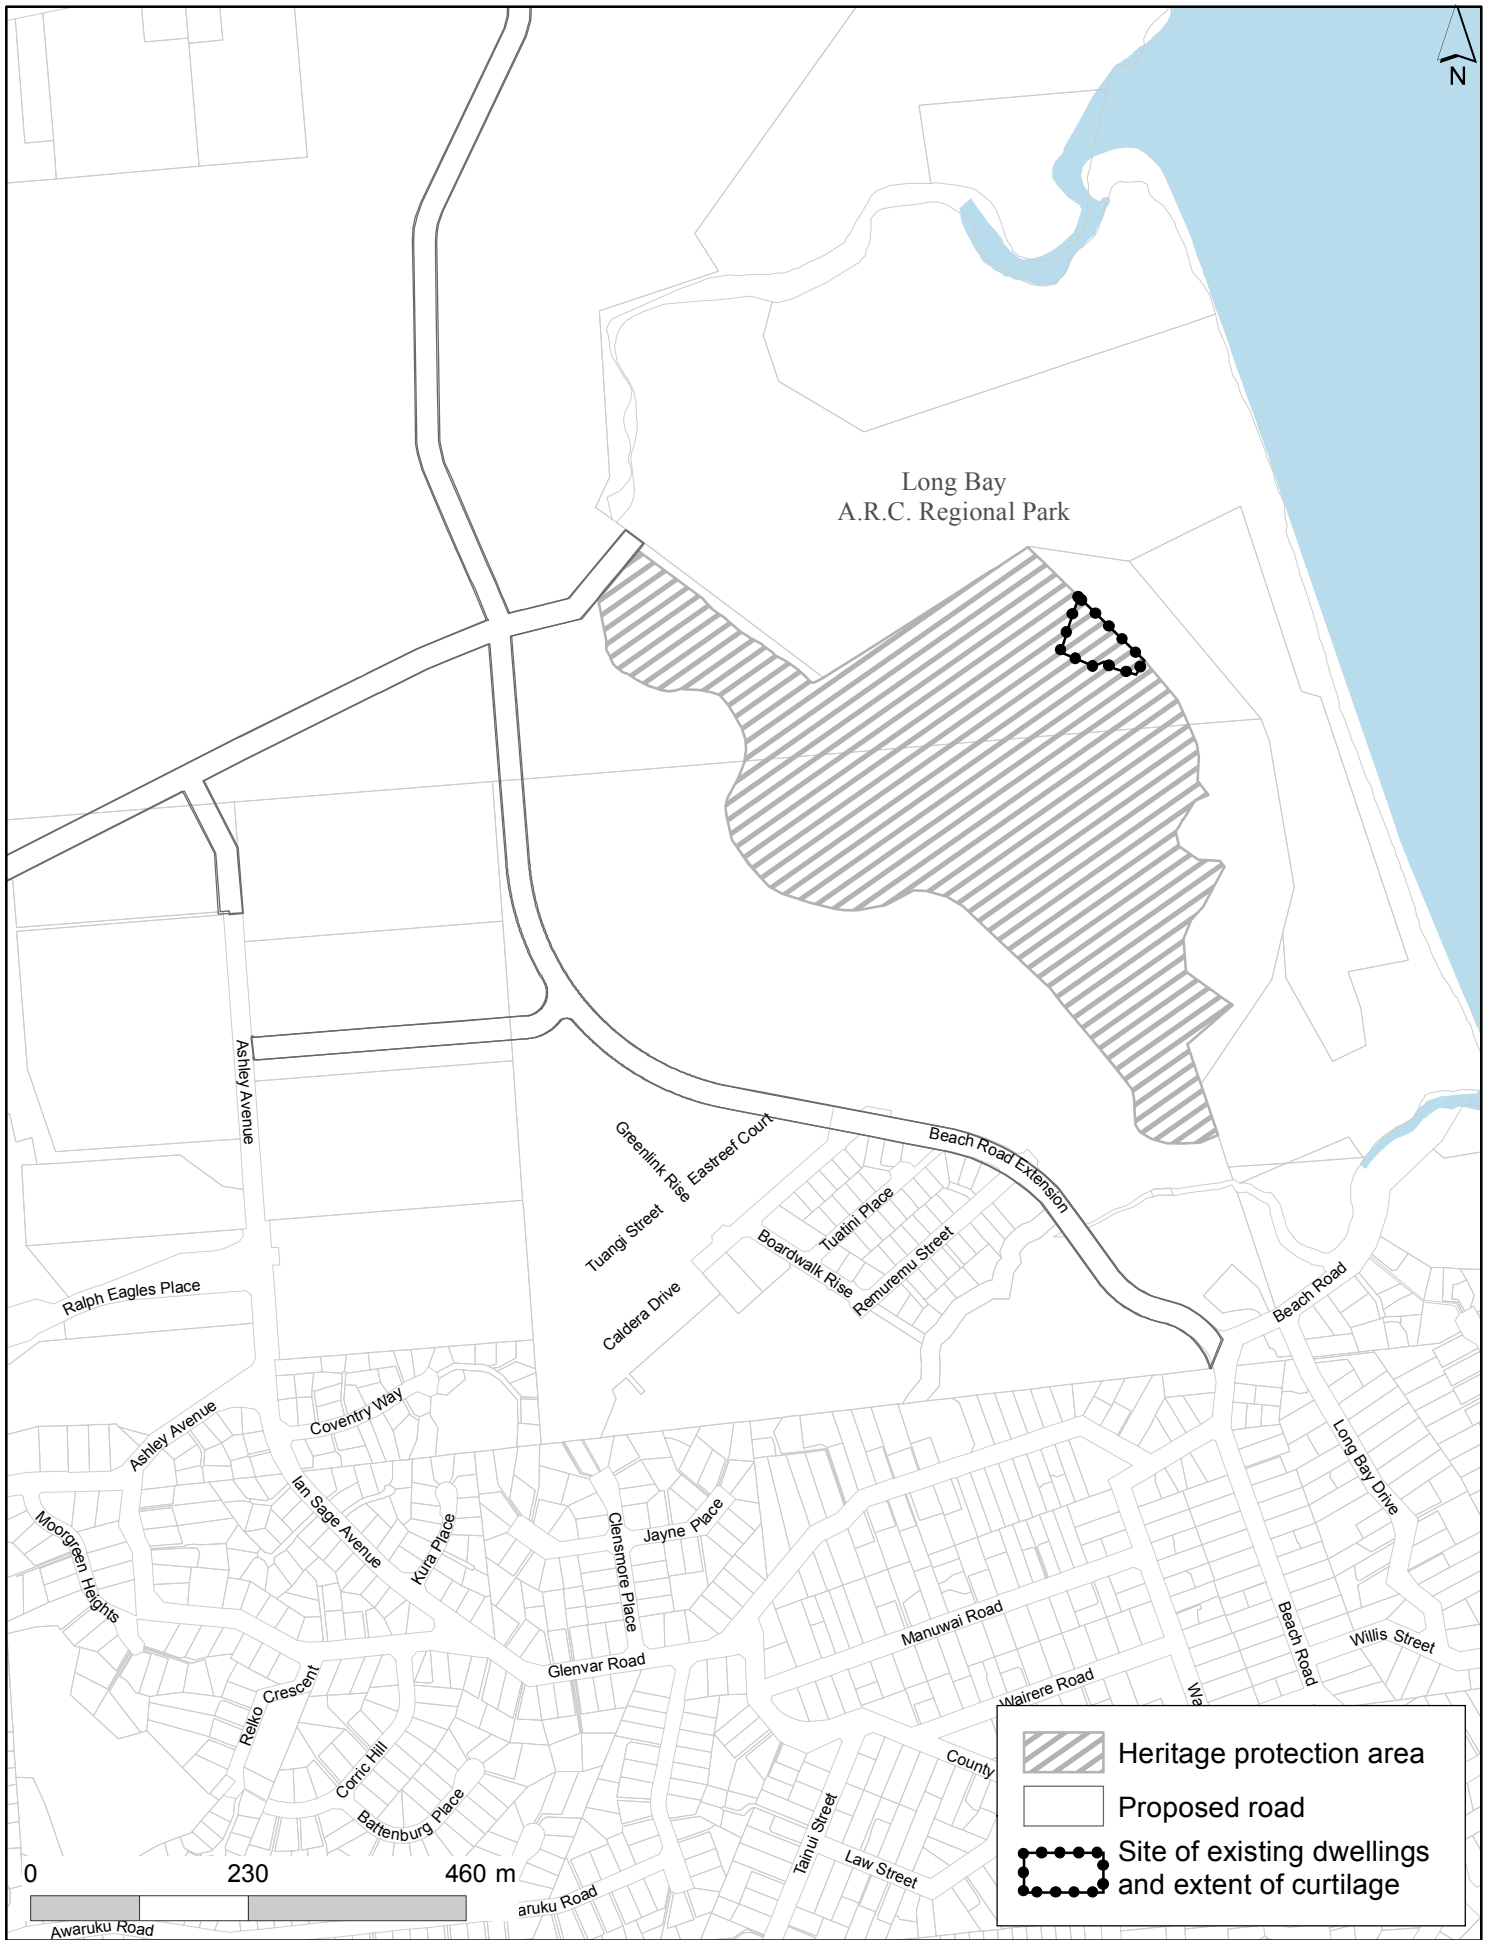 N
Long Bay
A.R.C. Regional Park
Ashley Avenue
Greenlink Rise
Eastreef Court
Tuangi Street
Beach Road Extension
Tuatini Place
Boardwalk Rise
Remuremu Street
Caldera Drive
Ralph Eagles Place
Beach Road
Coventry Way
Ashley Avenue
Long Bay Drive
Ian Sage Avenue
Kura Place
Clensmore Place
Jayne Place
Moorgreen Heights
Manuwai Road
Beach Road
Willis Street
Glenvar Road
Relko Crescent
Wairere Road
Wa
County
Corric Hill
Battenburg Place
Tainui Street
Law Street
aruku Road
Awaruku Road
0 230 460 m
Heritage protection area
Proposed road
Site of existing dwellings
and extent of curtilage